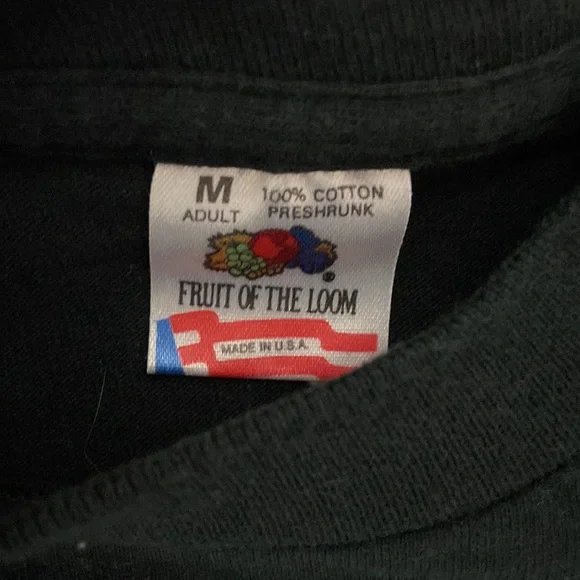 M 100% COTTON
ADULT PRESHRUNK
®
FRUIT OF THE LOOM
MADE IN U.S.A.